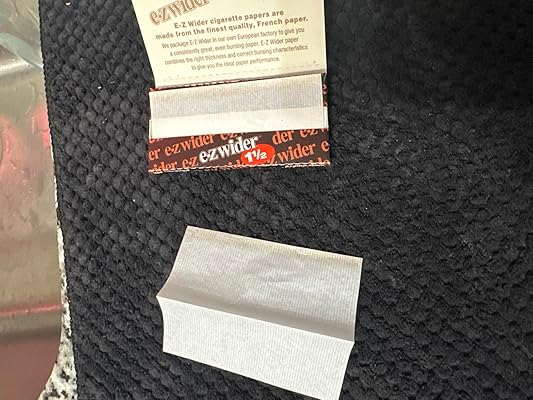 e-z wider
E-Z Wider cigarette papers are
made from the finest quality, French paper.
We package E-Z Wider in our own European factory to give you
a consistently great, even burning paper. E-Z Wider paper
combines the right thickness and correct burning characteristics
to give you the ideal paper performance.
e-z wider der e-z
wider e-z e-z wider 1½ wider